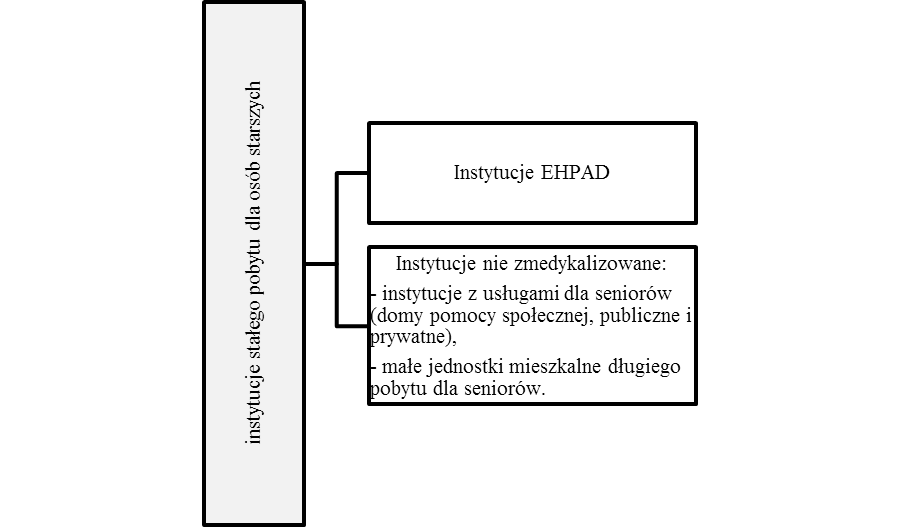 instytucje stałego pobytu dla osób starszych
Instytucje EHPAD
Instytucje nie zmedykalizowane:
- instytucje z usługami dla seniorów
(domy pomocy społecznej, publiczne i
prywatne),
- małe jednostki mieszkalne długiego
pobytu dla seniorów.